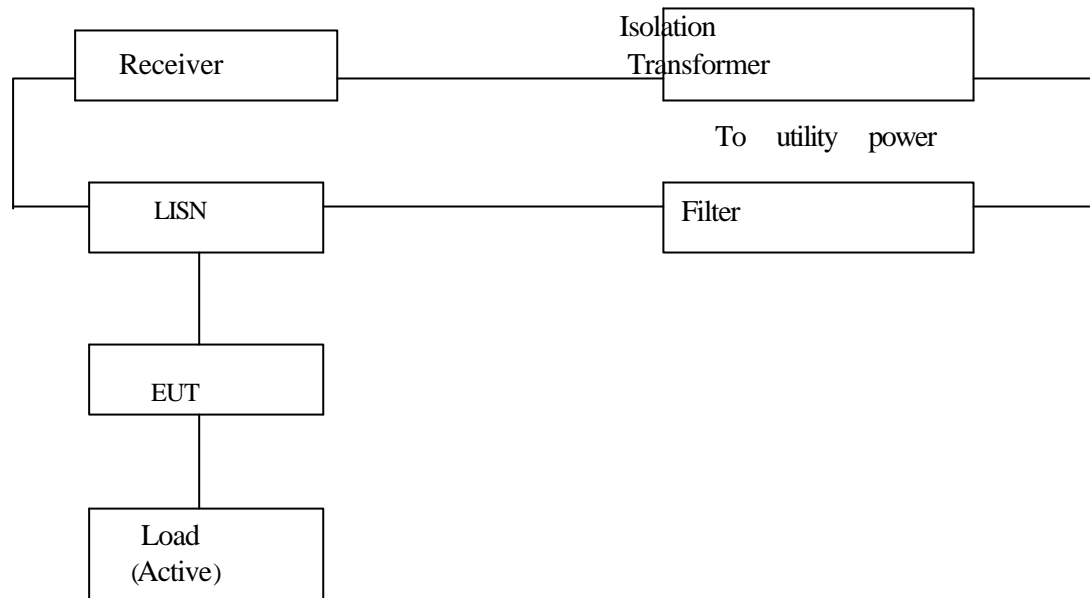 Receiver
Isolation
Transformer
To utility power
LISN
Filter
EUT
Load
(Active)